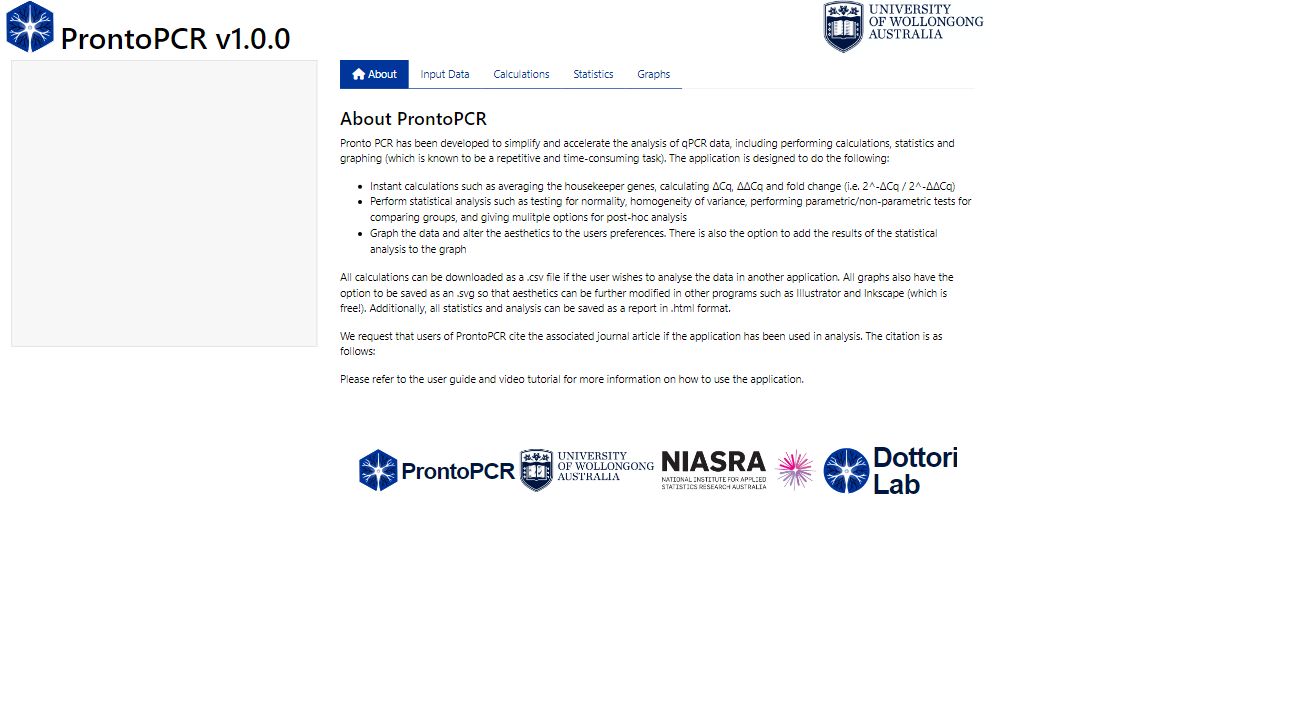 ProntoPCR v1.0.0
UNIVERSITY
OF WOLLONGONG
AUSTRALIA
About
Input Data
Calculations
Statistics
Graphs
About ProntoPCR
Pronto PCR has been developed to simplify and accelerate the analysis of qPCR data, including performing calculations, statistics and
graphing (which is known to be a repetitive and time-consuming task). The application is designed to do the following:
• Instant calculations such as averaging the housekeeper genes, calculating ΔCq, ΔΔCq and fold change (i.e. 2^-ΔCq / 2^-ΔΔCq)
• Perform statistical analysis such as testing for normality, homogeneity of variance, performing parametric/non-parametric tests for
comparing groups, and giving mulitple options for post-hoc analysis
• Graph the data and alter the aesthetics to the users preferences. There is also the option to add the results of the statistical
analysis to the graph
All calculations can be downloaded as a .csv file if the user wishes to analyse the data in another application. All graphs also have the
option to be saved as an .svg so that aesthetics can be further modified in other programs such as Illustrator and Inkscape (which is
free!). Additionally, all statistics and analysis can be saved as a report in .html format.
We request that users of ProntoPCR cite the associated journal article if the application has been used in analysis. The citation is as
follows:
Please refer to the user guide and video tutorial for more information on how to use the application.
ProntoPCR
UNIVERSITY
OF WOLLONGONG
AUSTRALIA
NIASRA
NATIONAL INSTITUTE FOR APPLIED
STATISTICS RESEARCH AUSTRALIA
Dottori
Lab